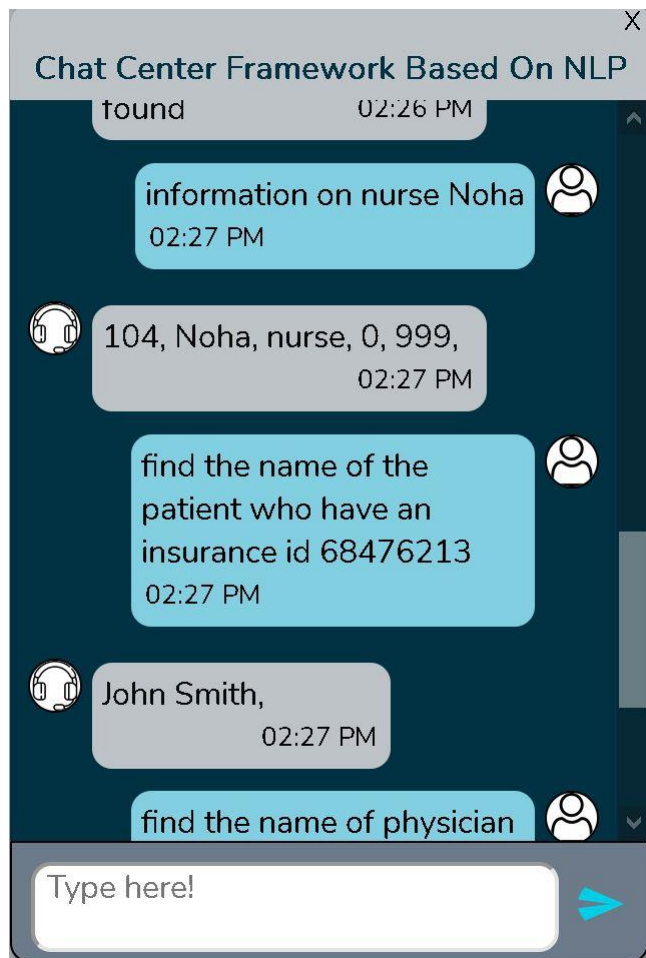 X
Chat Center Framework Based On NLP
found
02:26 PM
information on nurse Noha
02:27 PM
104, Noha, nurse, 0, 999,
02:27 PM
find the name of the
patient who have an
insurance id 68476213
02:27 PM
John Smith,
02:27 PM
find the name of physician
Type here!